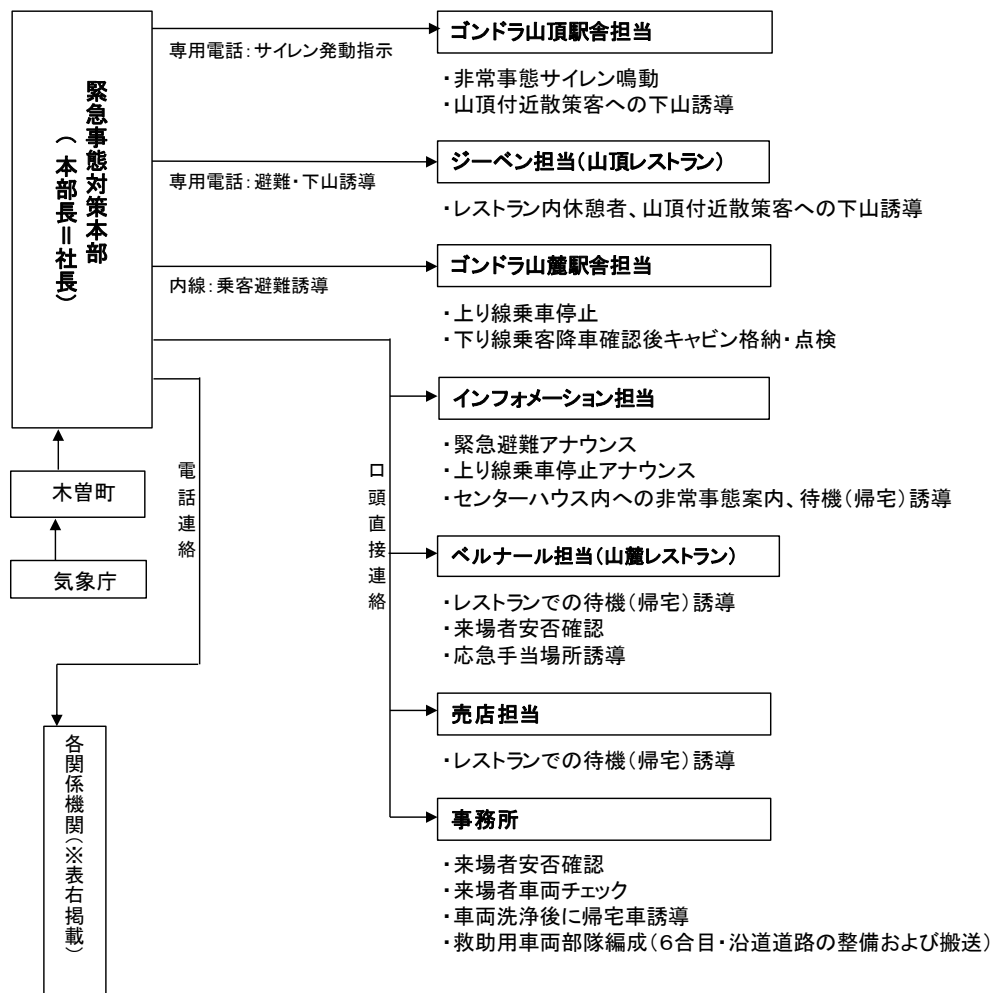 緊急事態対策本部
(本部長＝社長)
専用電話：サイレン発動指示
ゴンドラ山頂駅舎担当
・非常事態サイレン鳴動
・山頂付近散策客への下山誘導
専用電話：避難・下山誘導
ジーベン担当(山頂レストラン)
・レストラン内休憩者、山頂付近散策客への下山誘導
内線：乗客避難誘導
ゴンドラ山麓駅舎担当
・上り線乗車停止
・下り線乗客降車確認後キャビン格納・点検
口頭直接連絡
インフォメーション担当
・緊急避難アナウンス
・上り線乗車停止アナウンス
・センターハウス内への非常事態案内、待機(帰宅)誘導
ベルナール担当(山麓レストラン)
・レストランでの待機(帰宅)誘導
・来場者安否確認
・応急手当場所誘導
売店担当
・レストランでの待機(帰宅)誘導
事務所
・来場者安否確認
・来場者車両チェック
・車両洗浄後に帰宅車誘導
・救助用車両部隊編成(６合目・沿道道路の整備および搬送)
木曽町
気象庁
電話連絡
各関係機関(※表右掲載)